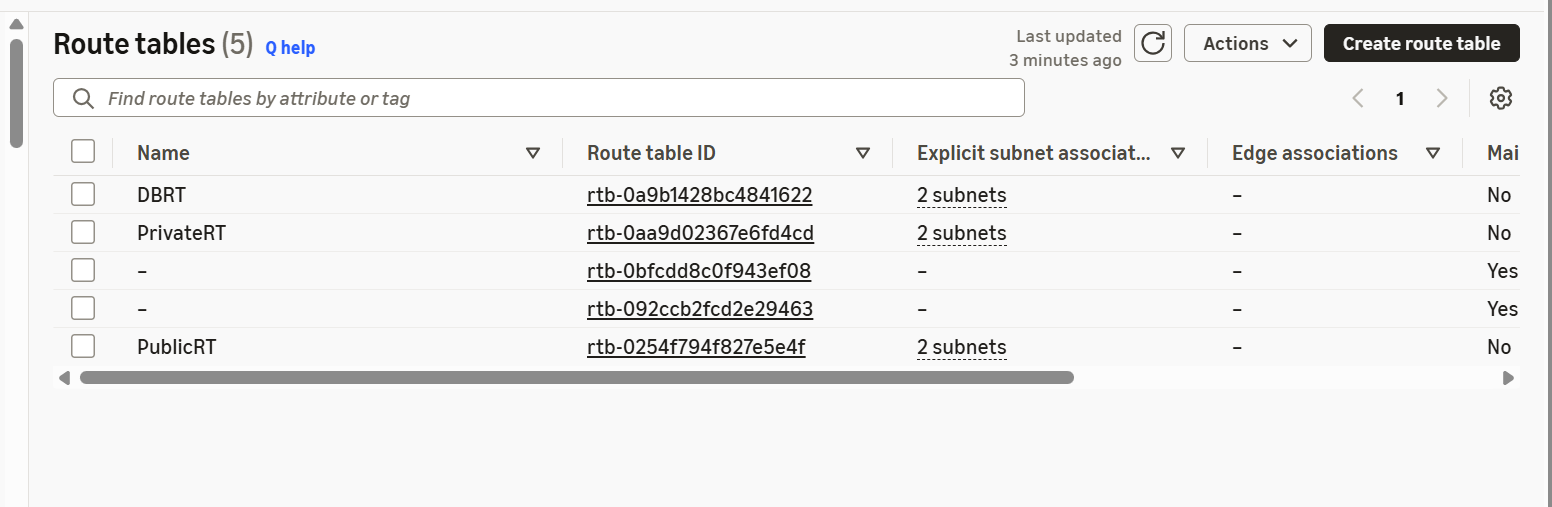 Route tables (5) Q help
Last updated
3 minutes ago
Actions
Create route table
Find route tables by attribute or tag
1
Name Route table ID Explicit subnet associat... Edge associations Mai
DBRT rtb-0a9b1428bc4841622 2 subnets – No
PrivateRT rtb-0aa9d02367e6fd4cd 2 subnets – No
– rtb-0bfcdd8c0f943ef08 – – Yes
– rtb-092ccb2fcd2e29463 – – Yes
PublicRT rtb-0254f794f827e5e4f 2 subnets – No